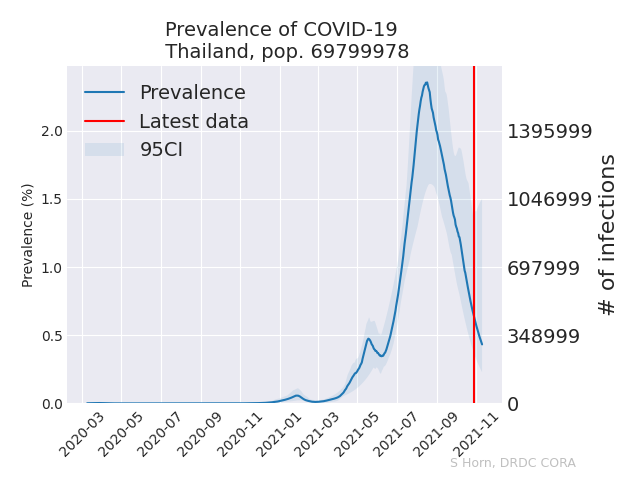 Prevalence of COVID-19
Thailand, pop. 69799978
Prevalence
Latest data
95CI
Prevalence (%)
2.0
1.5
1.0
0.5
0.0
1395999
1046999
697999
348999
0
# of infections
2020-03
2020-05
2020-07
2020-09
2020-11
2021-01
2021-03
2021-05
2021-07
2021-09
2021-11
S Horn, DRDC CORA